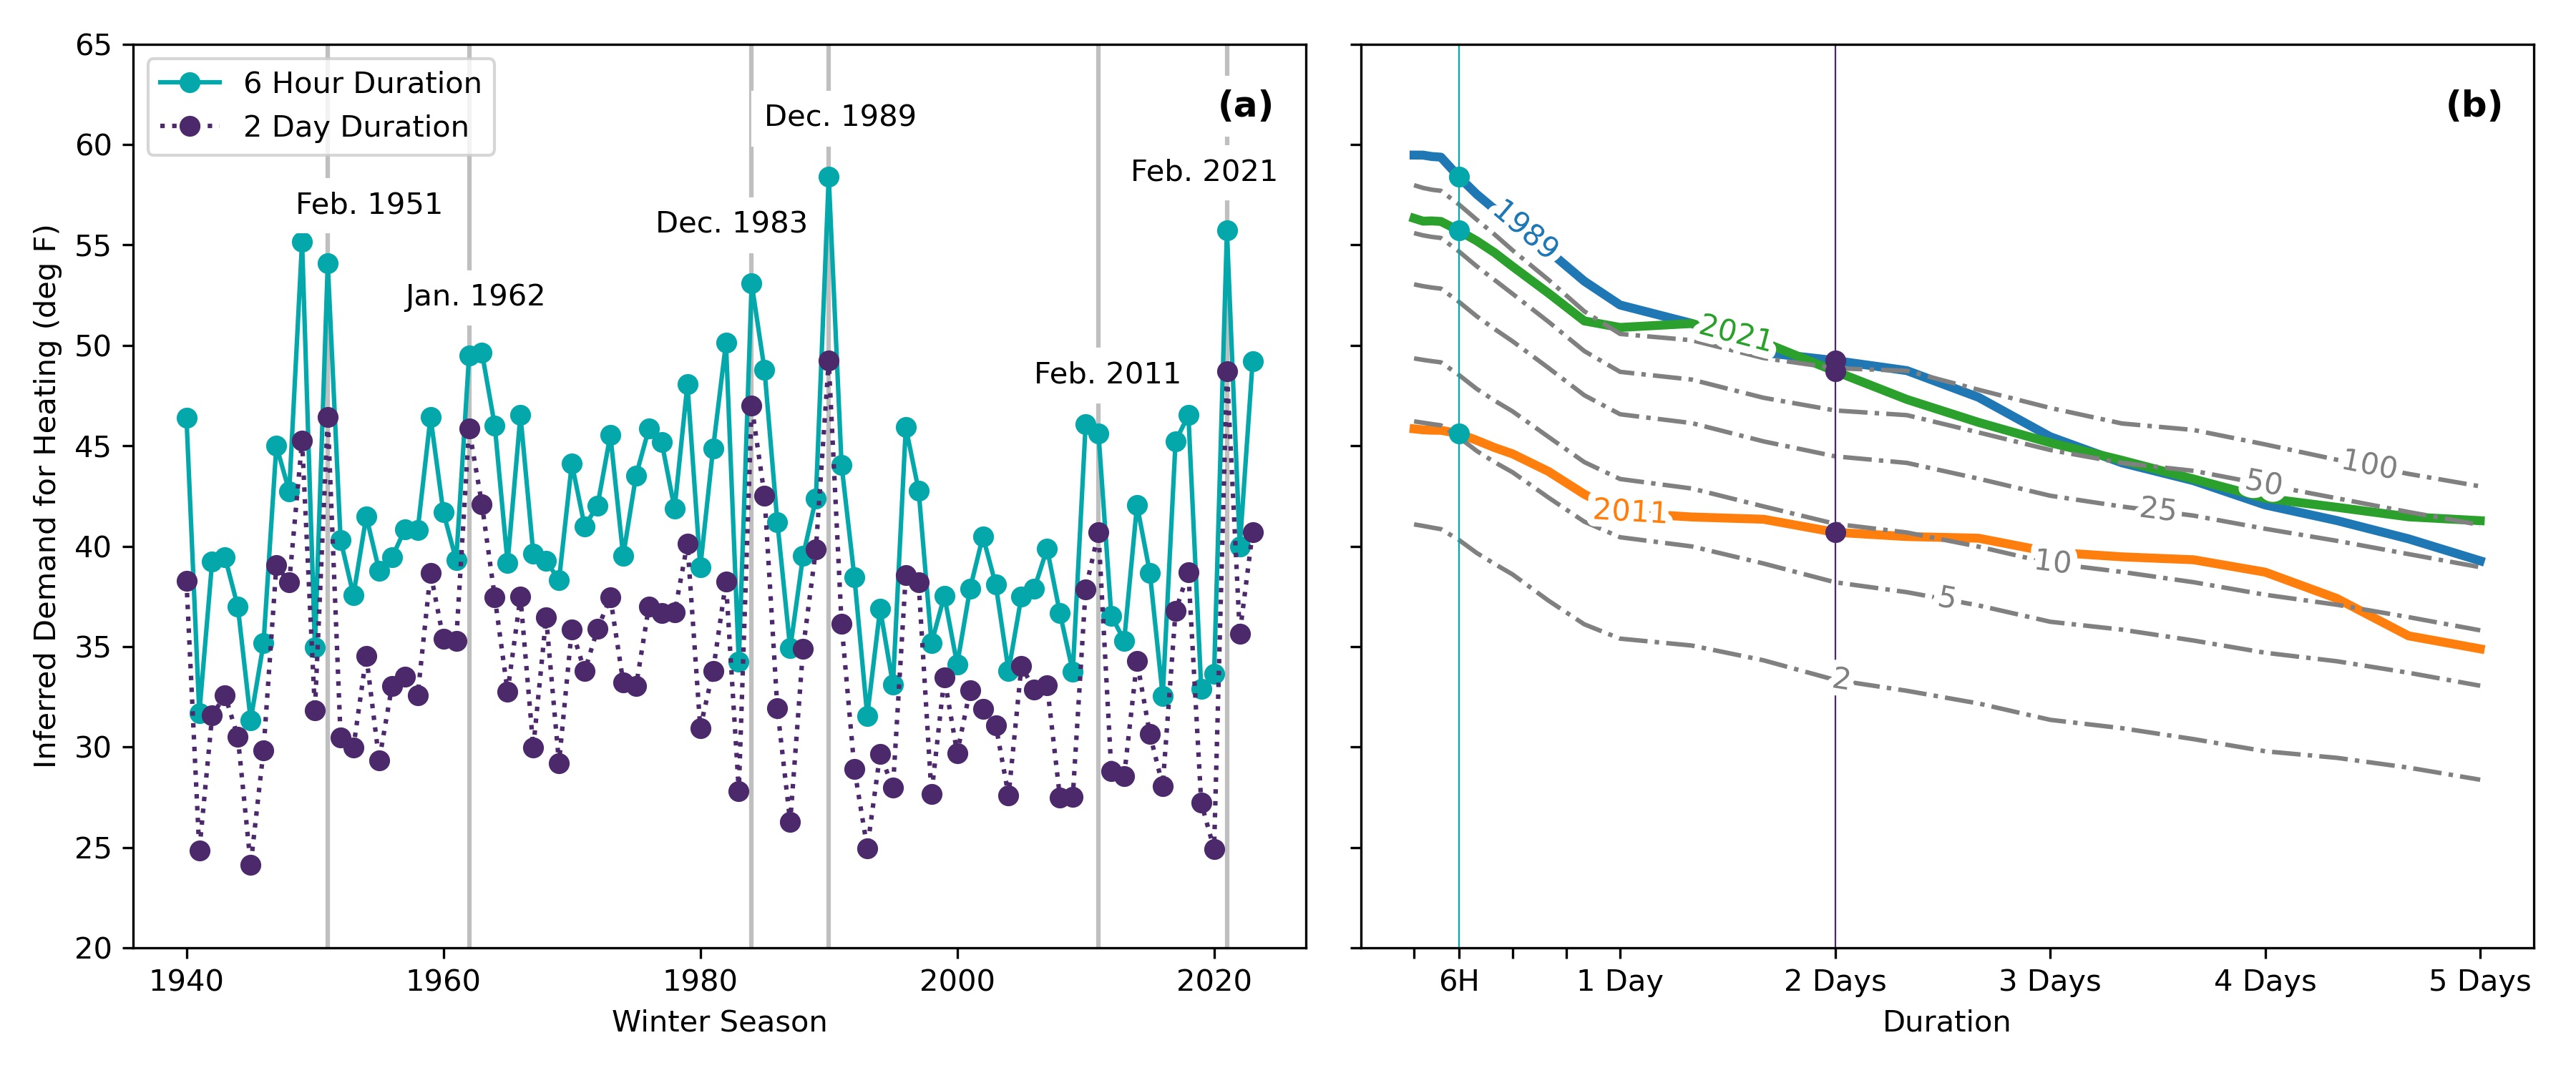 65
60
55
50
45
40
35
30
25
20
Inferred Demand for Heating (deg F)
6 Hour Duration
2 Day Duration
(a)
Dec. 1989
Feb. 2021
Feb. 1951
Dec. 1983
Jan. 1962
Feb. 2011
1940
1960
1980
2000
2020
Winter Season
(b)
1989
2021
2011
100
50
25
10
5
2
6H
1 Day
2 Days
3 Days
4 Days
5 Days
Duration